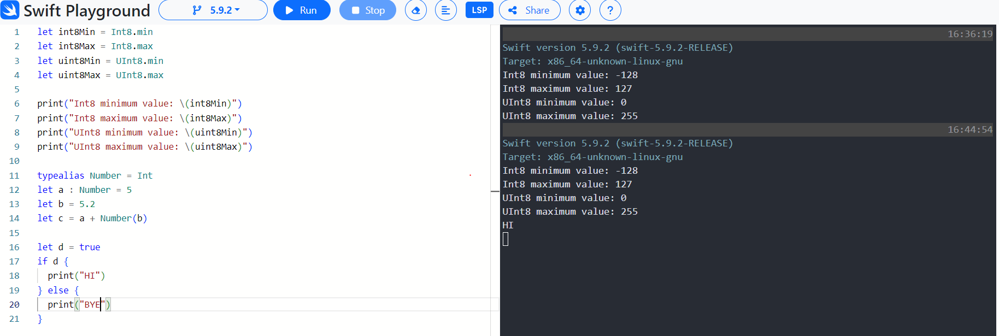 Swift Playground 5.9.2 Run Stop LSP Share ?
1 let int8Min = Int8.min
2 let int8Max = Int8.max
3 let uint8Min = UInt8.min
4 let uint8Max = UInt8.max
5
6 print("Int8 minimum value: \(int8Min)")
7 print("Int8 maximum value: \(int8Max)")
8 print("UInt8 minimum value: \(uint8Min)")
9 print("UInt8 maximum value: \(uint8Max)")
10
11 typealias Number = Int
12 let a : Number = 5
13 let b = 5.2
14 let c = a + Number(b)
15
16 let d = true
17 if d {
18 print("HI")
19 } else {
20 print("BYE")
21 }
16:36:19
Swift version 5.9.2 (swift-5.9.2-RELEASE)
Target: x86_64-unknown-linux-gnu
Int8 minimum value: -128
Int8 maximum value: 127
UInt8 minimum value: 0
UInt8 maximum value: 255
16:44:54
Swift version 5.9.2 (swift-5.9.2-RELEASE)
Target: x86_64-unknown-linux-gnu
Int8 minimum value: -128
Int8 maximum value: 127
UInt8 minimum value: 0
UInt8 maximum value: 255
HI